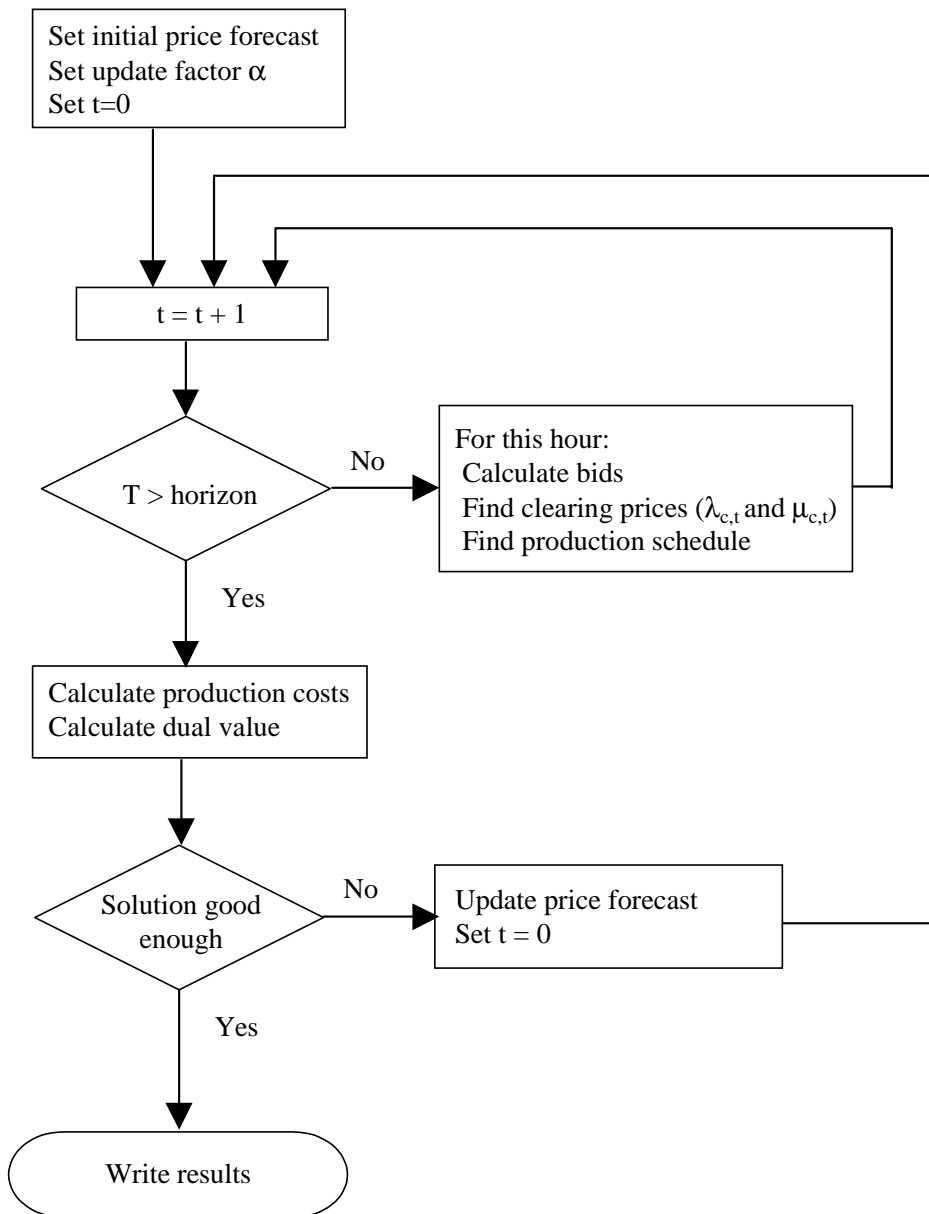 Set initial price forecast
Set update factor α
Set t=0
t = t + 1
T > horizon
No
For this hour:
Calculate bids
Find clearing prices (λc,t and μc,t)
Find production schedule
Yes
Calculate production costs
Calculate dual value
Solution good
enough
No
Update price forecast
Set t = 0
Yes
Write results